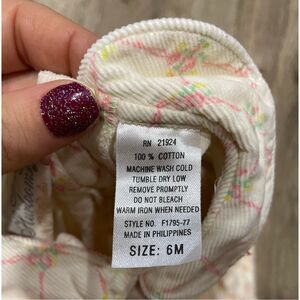 RN 21924
100 % COTTON
MACHINE WASH COLD
TUMBLE DRY LOW
REMOVE PROMPTLY
DO NOT BLEACH
WARM IRON WHEN NEEDED
STYLE NO. F1795-77
MADE IN PHILIPPINES
SIZE: 6M